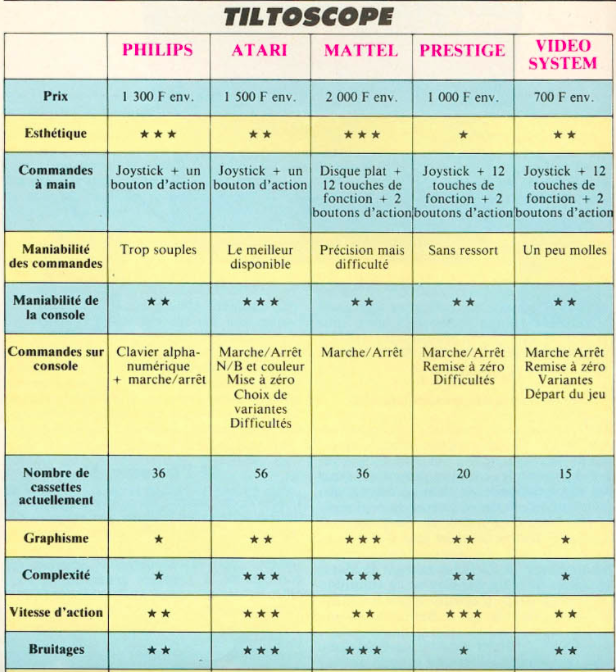 TILTOSCOPE
PHILIPS ATARI MATTEL PRESTIGE VIDEO
SYSTEM
Prix 1 300 F env. 1 500 F env. 2 000 F env. 1 000 F env. 700 F env.
Esthétique ★★★ ★★ ★★★ ★ ★★
Commandes Joystick + un Joystick + un Disque plat + Joystick + 12 Joystick + 12
à main bouton d'action bouton d'action 12 touches de touches de touches de
fonction + 2 fonction + 2 fonction + 2
boutons d'action boutons d'action boutons d'action
Maniabilité Trop souples Le meilleur Précision mais Sans ressort Un peu molles
des commandes disponible difficulté
Maniabilité de ★★ ★★★ ★★ ★★ ★★
la console
Commandes sur Clavier alpha- Marche/Arrêt Marche/Arrêt Marche/Arrêt Marche Arrêt
console numérique N/B et couleur Remise à zéro Remise à zéro
+ marche/arrêt Mise à zéro Difficultés Variantes
Choix de Départ du jeu
variantes
Difficultés
Nombre de 36 56 36 20 15
cassettes
actuellement
Graphisme ★ ★★ ★★★ ★★ ★
Complexité ★ ★★★ ★★★ ★★ ★
Vitesse d'action ★★ ★★★ ★★ ★★★ ★★
Bruitages ★★ ★★★ ★★★ ★ ★★